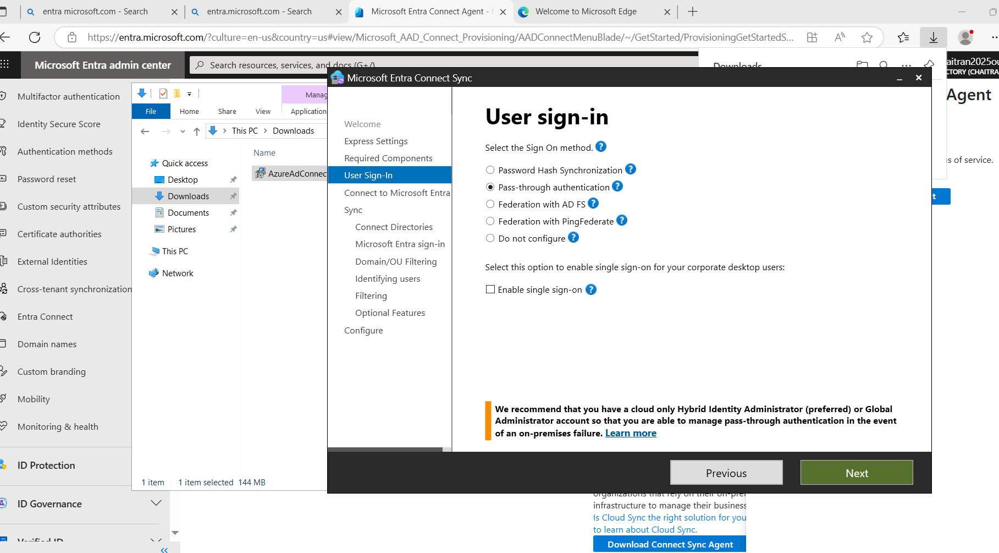 entra microsoft.com - Search
entra.microsoft.com - Search
Microsoft Entra Connect Agent -
Welcome to Microsoft Edge
https://entra.microsoft.com/?culture=en-us&country=us#view/Microsoft_AAD_Connect_Provisioning/AADConnectMenuBlade/~/GetStarted/ProvisioningGetStartedS...
Microsoft Entra admin center
Search resources, services, and docs (G+/)
Downloads
aitran2025ou
CTORY (CHAITRA
Multifactor authentication
Identity Secure Score
Authentication methods
Password reset
Custom security attributes
Certificate authorities
External Identities
Cross-tenant synchronization
Entra Connect
Domain names
Custom branding
Mobility
Monitoring & health
ID Protection
ID Governance
Verified ID
Manag
File
Home
Share
View
Application
This PC
Downloads
Name
Quick access
Desktop
Downloads
Documents
Pictures
This PC
Network
AzureAdConnect
1 item
1 item selected 144 MB
Microsoft Entra Connect Sync
Welcome
Express Settings
Required Components
User Sign-In
Connect to Microsoft Entra
Sync
Connect Directories
Microsoft Entra sign-in
Domain/OU Filtering
Identifying users
Filtering
Optional Features
Configure
User sign-in
Select the Sign On method. ?
Password Hash Synchronization ?
Pass-through authentication ?
Federation with AD FS ?
Federation with PingFederate ?
Do not configure ?
Select this option to enable single sign-on for your corporate desktop users:
Enable single sign-on ?
We recommend that you have a cloud only Hybrid Identity Administrator (preferred) or Global
Administrator account so that you are able to manage pass-through authentication in the event
of an on-premises failure. Learn more
Previous
Next
Agent
s of service.
t
organizations that rely on their on-prem
infrastructure to manage their business
Is Cloud Sync the right solution for you
to learn about Cloud Sync.
Download Connect Sync Agent